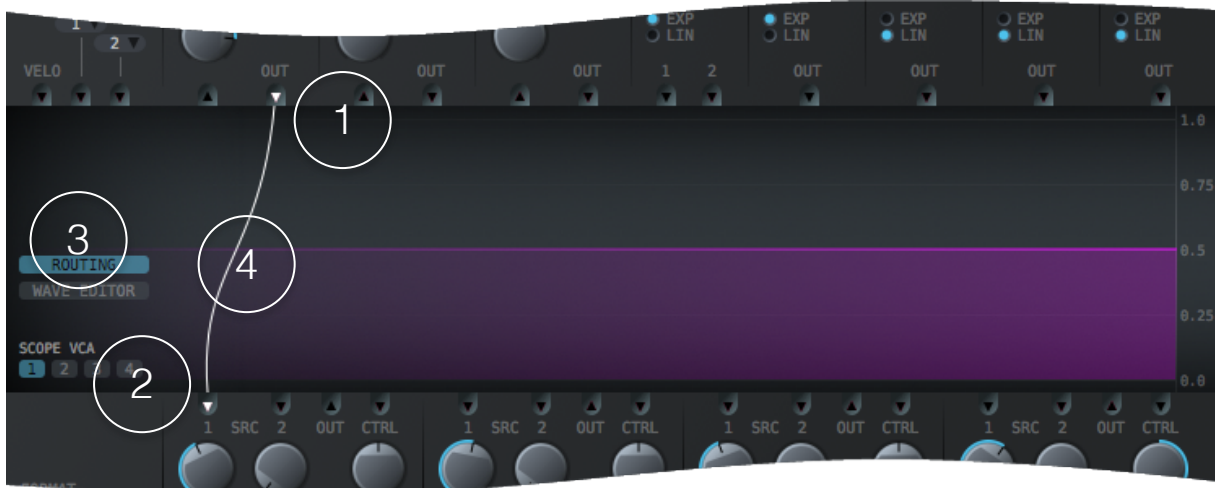 1
2
EXP EXP EXP EXP EXP
LIN LIN LIN LIN LIN
VELO OUT OUT OUT 1 2 OUT OUT OUT OUT
1
1.0
0.75
3
4
0.5
ROUTING
WAVE EDITOR
0.25
SCOPE VCA
1 2 3 4
2
0.0
1 SRC 2 OUT CTRL 1 SRC 2 OUT CTRL 1 SRC 2 OUT CTRL 1 SRC 2 OUT CTRL
FORMAT